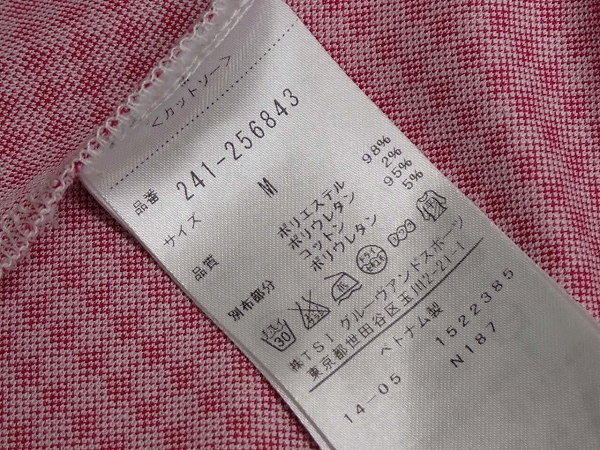 <カットソー>
品番 241-256843
サイズ M
品質 ポリエステル 98%
ポリウレタン 2%
別布部分 コットン 95%
ポリウレタン 5%
30
㈱TSI グルーヴアンドスポーツ
東京都世田谷区玉川2-21-1
ベトナム製
14-05 1522385
N187